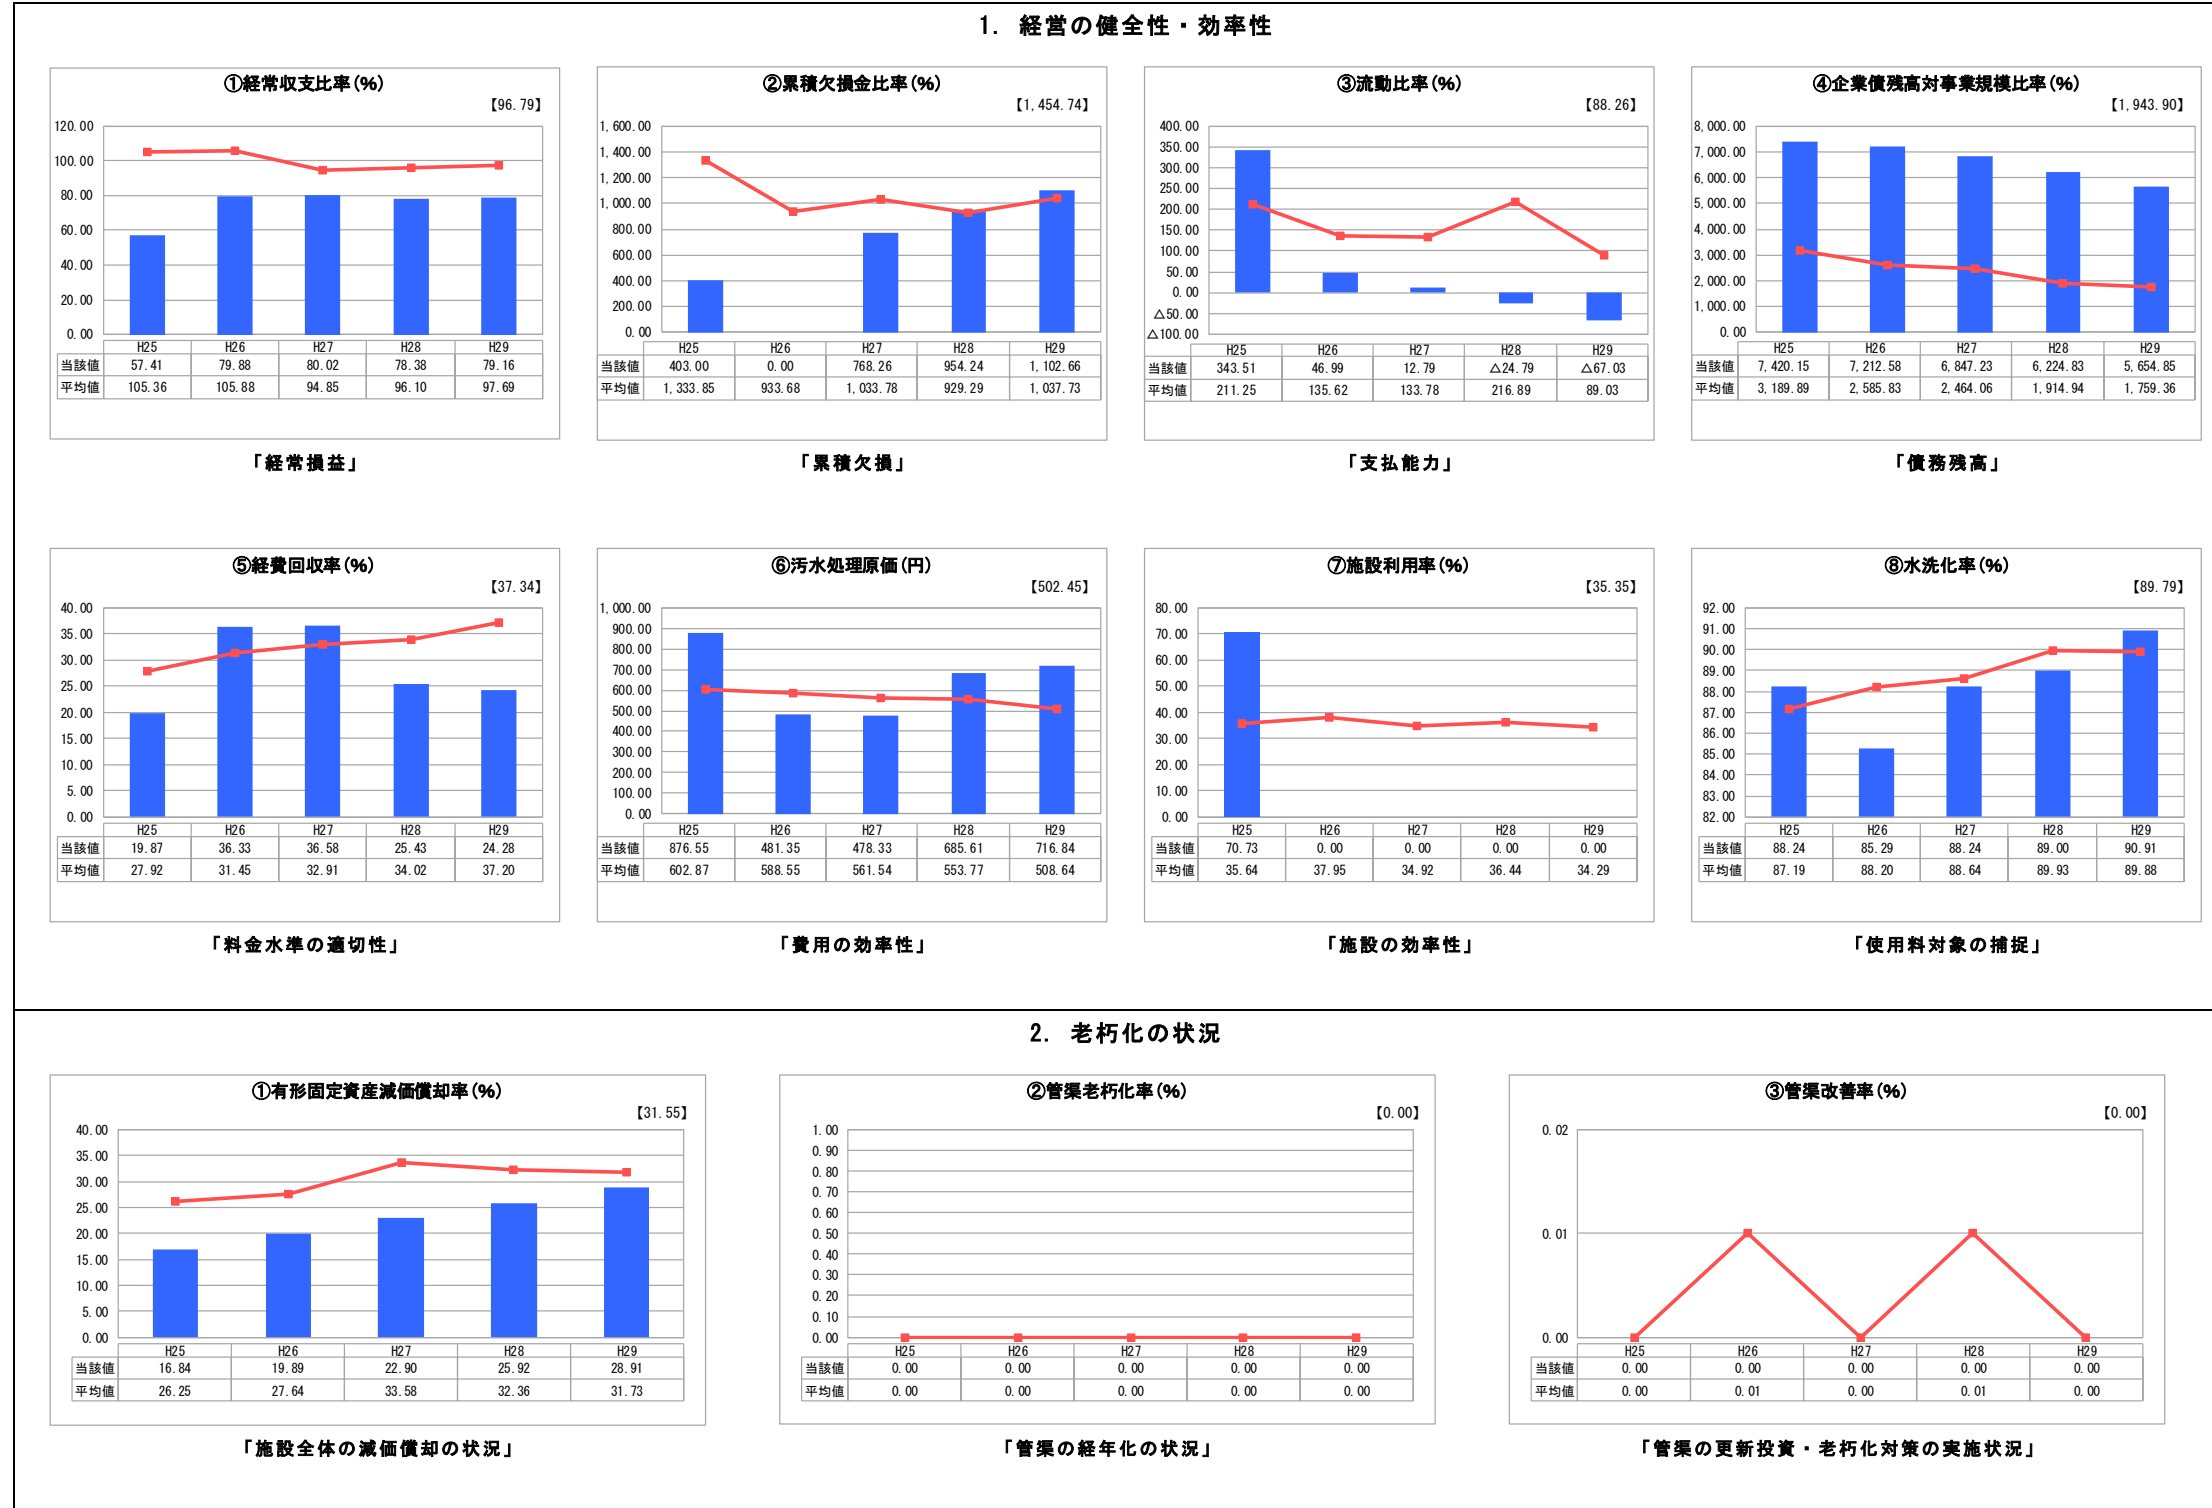 1. 経営の健全性・効率性
①経常収支比率(%)
【96.79】
120.00
100.00
80.00
60.00
40.00
20.00
0.00
H25 H26 H27 H28 H29
当該値 57.41 79.88 80.02 78.38 79.16
平均値 105.36 105.88 94.85 96.10 97.69
「経常損益」
②累積欠損金比率(%)
【1,454.74】
1,600.00
1,400.00
1,200.00
1,000.00
800.00
600.00
400.00
200.00
0.00
H25 H26 H27 H28 H29
当該値 403.00 0.00 768.26 954.24 1,102.66
平均値 1,333.85 933.68 1,033.78 929.29 1,037.73
「累積欠損」
③流動比率(%)
【88.26】
400.00
350.00
300.00
250.00
200.00
150.00
100.00
50.00
0.00
△50.00
△100.00
H25 H26 H27 H28 H29
当該値 343.51 46.99 12.79 △24.79 △67.03
平均値 211.25 135.62 133.78 216.89 89.03
「支払能力」
④企業債残高対事業規模比率(%)
【1,943.90】
8,000.00
7,000.00
6,000.00
5,000.00
4,000.00
3,000.00
2,000.00
1,000.00
0.00
H25 H26 H27 H28 H29
当該値 7,420.15 7,212.58 6,847.23 6,224.83 5,654.85
平均値 3,189.89 2,585.83 2,464.06 1,914.94 1,759.36
「債務残高」
⑤経費回収率(%)
【37.34】
40.00
35.00
30.00
25.00
20.00
15.00
10.00
5.00
0.00
H25 H26 H27 H28 H29
当該値 19.87 36.33 36.58 25.43 24.28
平均値 27.92 31.45 32.91 34.02 37.20
「料金水準の適切性」
⑥汚水処理原価(円)
【502.45】
1,000.00
900.00
800.00
700.00
600.00
500.00
400.00
300.00
200.00
100.00
0.00
H25 H26 H27 H28 H29
当該値 876.55 481.35 478.33 685.61 716.84
平均値 602.87 588.55 561.54 553.77 508.64
「費用の効率性」
⑦施設利用率(%)
【35.35】
80.00
70.00
60.00
50.00
40.00
30.00
20.00
10.00
0.00
H25 H26 H27 H28 H29
当該値 70.73 0.00 0.00 0.00 0.00
平均値 35.64 37.95 34.92 36.44 34.29
「施設の効率性」
⑧水洗化率(%)
【89.79】
92.00
91.00
90.00
89.00
88.00
87.00
86.00
85.00
84.00
83.00
82.00
H25 H26 H27 H28 H29
当該値 88.24 85.29 88.24 89.00 90.91
平均値 87.19 88.20 88.64 89.93 89.88
「使用料対象の捕捉」
2. 老朽化の状況
①有形固定資産減価償却率(%)
【31.55】
40.00
35.00
30.00
25.00
20.00
15.00
10.00
5.00
0.00
H25 H26 H27 H28 H29
当該値 16.84 19.89 22.90 25.92 28.91
平均値 26.25 27.64 33.58 32.36 31.73
「施設全体の減価償却の状況」
②管渠老朽化率(%)
【0.00】
1.00
0.90
0.80
0.70
0.60
0.50
0.40
0.30
0.20
0.10
0.00
H25 H26 H27 H28 H29
当該値 0.00 0.00 0.00 0.00 0.00
平均値 0.00 0.00 0.00 0.00 0.00
「管渠の経年化の状況」
③管渠改善率(%)
【0.00】
0.02
0.01
0.00
H25 H26 H27 H28 H29
当該値 0.00 0.00 0.00 0.00 0.00
平均値 0.00 0.01 0.00 0.01 0.00
「管渠の更新投資・老朽化対策の実施状況」